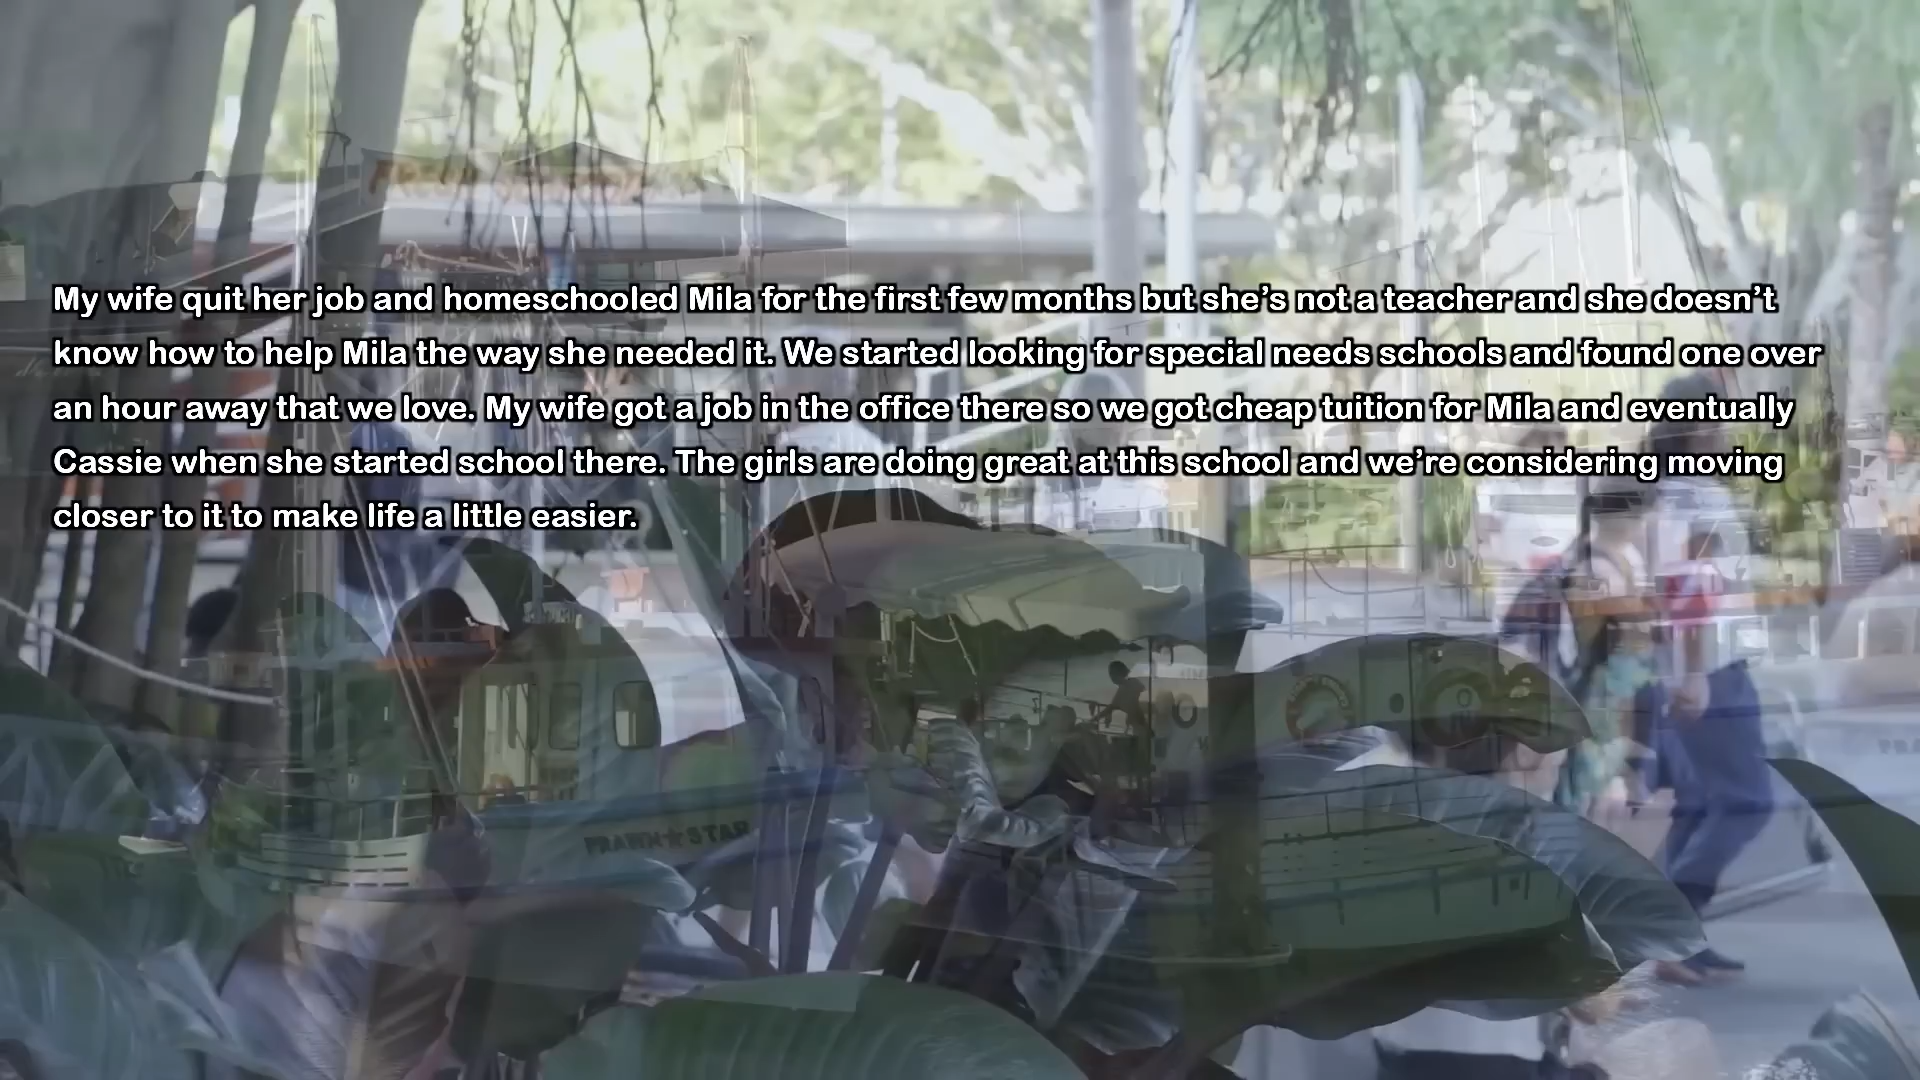 My wife quit her job and homeschooled Mila for the first few months but she's not a teacher and she doesn't
know how to help Mila the way she needed it. We started looking for special needs schools and found one over
an hour away that we love. My wife got a job in the office there so we got cheap tuition for Mila and eventually
Cassie when she started school there. The girls are doing great at this school and we're considering moving
closer to it to make life a little easier.
PRAWN★STAR